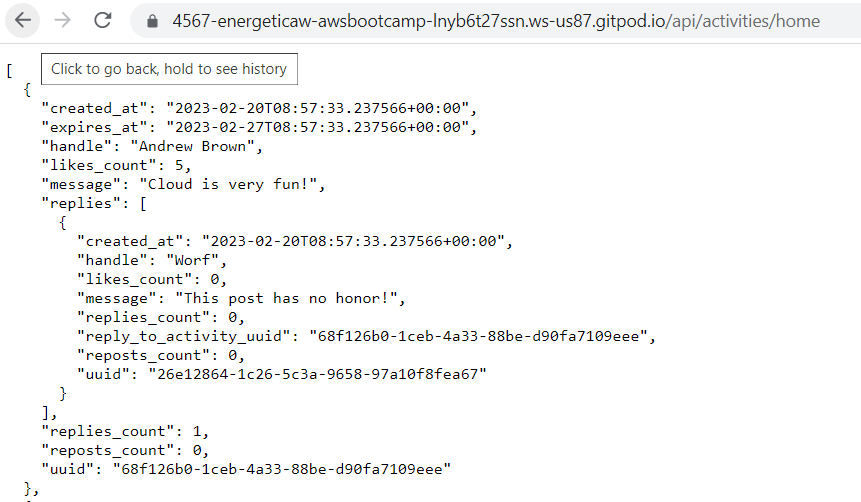 4567-energeticaw-awsbootcamp-lnyb6t27ssn.ws-us87.gitpod.io/api/activities/home
Click to go back, hold to see history
[
  {
    "created_at": "2023-02-20T08:57:33.237566+00:00",
    "expires_at": "2023-02-27T08:57:33.237566+00:00",
    "handle": "Andrew Brown",
    "likes_count": 5,
    "message": "Cloud is very fun!",
    "replies": [
      {
        "created_at": "2023-02-20T08:57:33.237566+00:00",
        "handle": "Worf",
        "likes_count": 0,
        "message": "This post has no honor!",
        "replies_count": 0,
        "reply_to_activity_uuid": "68f126b0-1ceb-4a33-88be-d90fa7109eee",
        "reposts_count": 0,
        "uuid": "26e12864-1c26-5c3a-9658-97a10f8fea67"
      }
    ],
    "replies_count": 1,
    "reposts_count": 0,
    "uuid": "68f126b0-1ceb-4a33-88be-d90fa7109eee"
  },